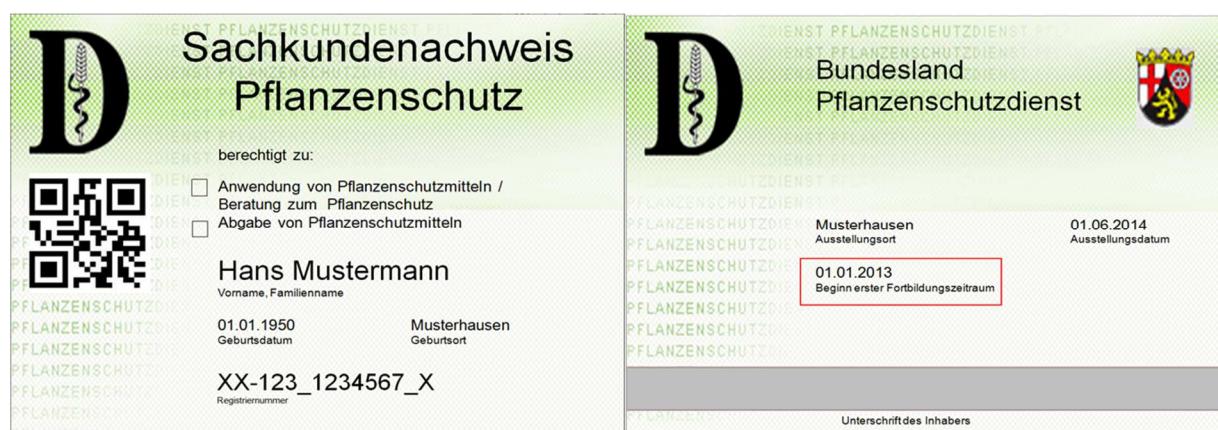 Sachkundenachweis
Pflanzenschutz
berechtigt zu:
Anwendung von Pflanzenschutzmitteln /
Beratung zum Pflanzenschutz
Abgabe von Pflanzenschutzmitteln
Hans Mustermann
Vorname, Familienname
01.01.1950 Musterhausen
Geburtsdatum Geburtsort
XX-123_1234567_X
Registriernummer
Bundesland
Pflanzenschutzdienst
Musterhausen 01.06.2014
Ausstellungsort Ausstellungsdatum
01.01.2013
Beginn erster Fortbildungszeitraum
Unterschrift des Inhabers